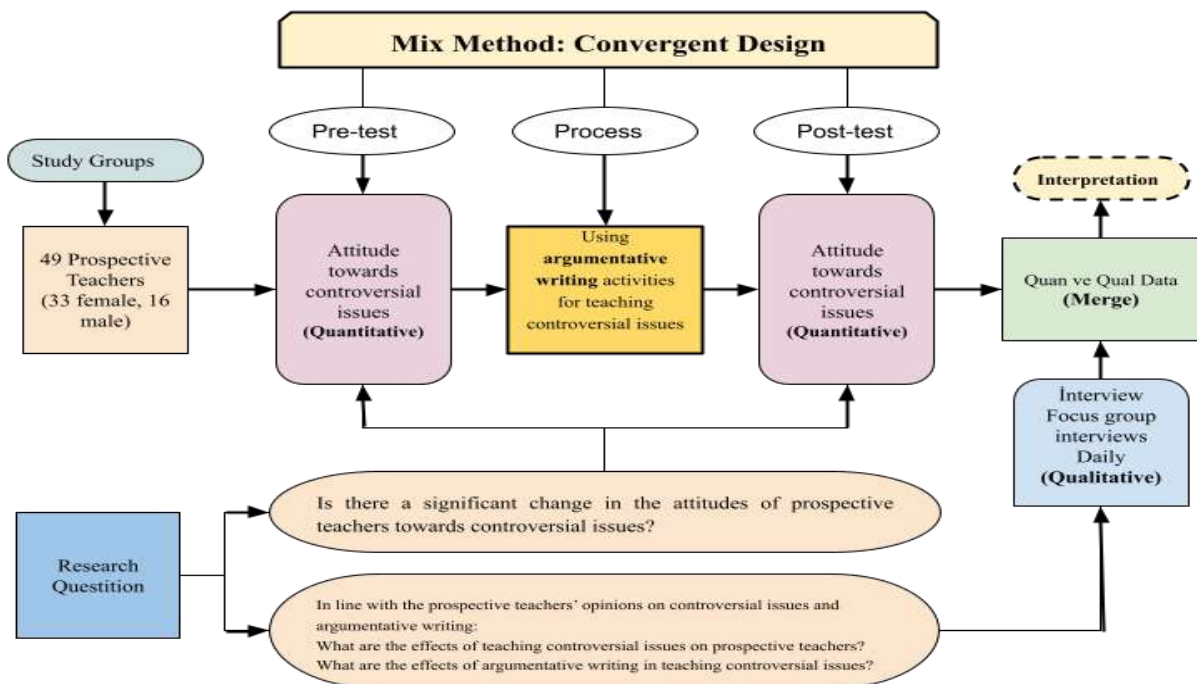 Mix Method: Convergent Design
Pre-test
Process
Post-test
Study Groups
49 Prospective
Teachers
(33 female, 16
male)
Attitude
towards
controversial
issues
(Quantitative)
Using
argumentative
writing activities
for teaching
controversial issues
Attitude
towards
controversial
issues
(Quantitative)
Interpretation
Quan ve Qual Data
(Merge)
İnterview
Focus group
interviews
Daily
(Qualitative)
Research
Questition
Is there a significant change in the attitudes of prospective
teachers towards controversial issues?
In line with the prospective teachers' opinions on controversial issues and
argumentative writing:
What are the effects of teaching controversial issues on prospective teachers?
What are the effects of argumentative writing in teaching controversial issues?